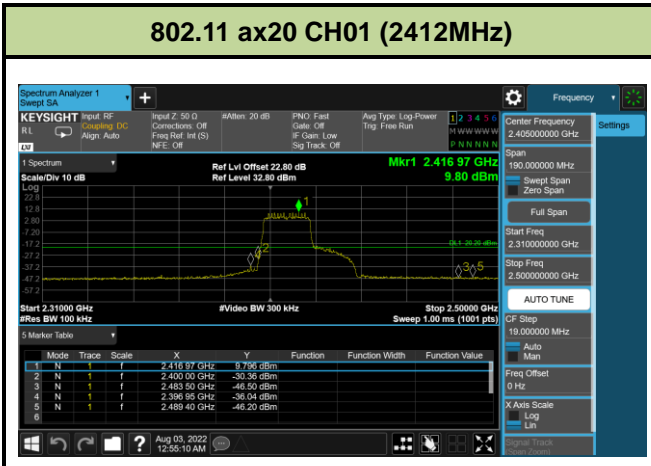 802.11 ax20 CH01 (2412MHz)
Spectrum Analyzer 1
Swept SA
Frequency
Settings
KEYSIGHT
RL
Input: RF
Coupling: DC
Align: Auto
Input Z: 50 Ω
Corrections: Off
Freq Ref: Int (S)
NFE: Off
#Atten: 20 dB
PNO: Fast
Gate: Off
IF Gain: Low
Sig Track: Off
Avg Type: Log-Power
Trig: Free Run
1 2 3 4 5 6
M W W W W W
P N N N N N
1 Spectrum
Scale/Div 10 dB
Log
Ref Lvl Offset 22.80 dB
Ref Level 32.80 dBm
Mkr1 2.416 97 GHz
9.80 dBm
22.8
12.8
2.80
-7.20
-17.2
-27.2
-37.2
-47.2
-57.2
1
2
3
5
DL1 -20.20 dBm
Start 2.31000 GHz
#Res BW 100 kHz
#Video BW 300 kHz
Stop 2.50000 GHz
Sweep 1.00 ms (1001 pts)
5 Marker Table
Mode Trace Scale X Y Function Function Width Function Value
1 N 1 f 2.416 97 GHz 9.796 dBm
2 N 1 f 2.400 00 GHz -30.36 dBm
3 N 1 f 2.483 50 GHz -46.50 dBm
4 N 1 f 2.396 95 GHz -36.04 dBm
5 N 1 f 2.489 40 GHz -46.20 dBm
6
Center Frequency
2.405000000 GHz
Span
190.000000 MHz
Swept Span
Zero Span
Full Span
Start Freq
2.310000000 GHz
Stop Freq
2.500000000 GHz
AUTO TUNE
CF Step
19.000000 MHz
Auto
Man
Freq Offset
0 Hz
X Axis Scale
Log
Lin
Signal Track
(Span Zoom)
Aug 03, 2022
12:55:10 AM